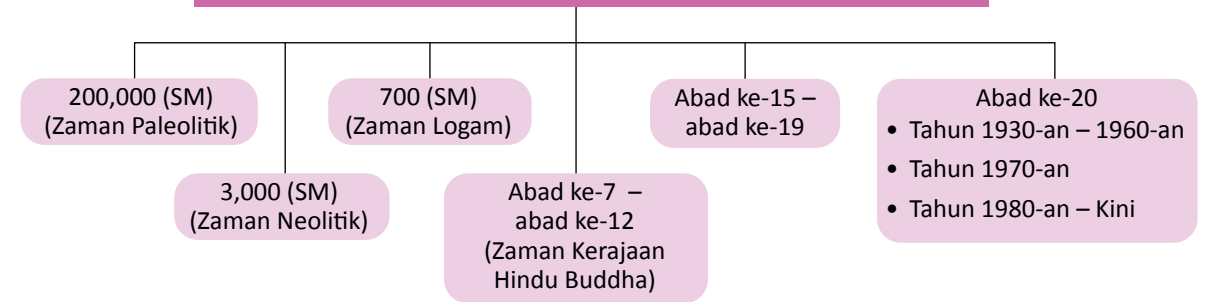 200,000 (SM)
(Zaman Paleolitik)
3,000 (SM)
(Zaman Neolitik)
700 (SM)
(Zaman Logam)
Abad ke-7 –
abad ke-12
(Zaman Kerajaan
Hindu Buddha)
Abad ke-15 –
abad ke-19
Abad ke-20
• Tahun 1930-an – 1960-an
• Tahun 1970-an
• Tahun 1980-an – Kini